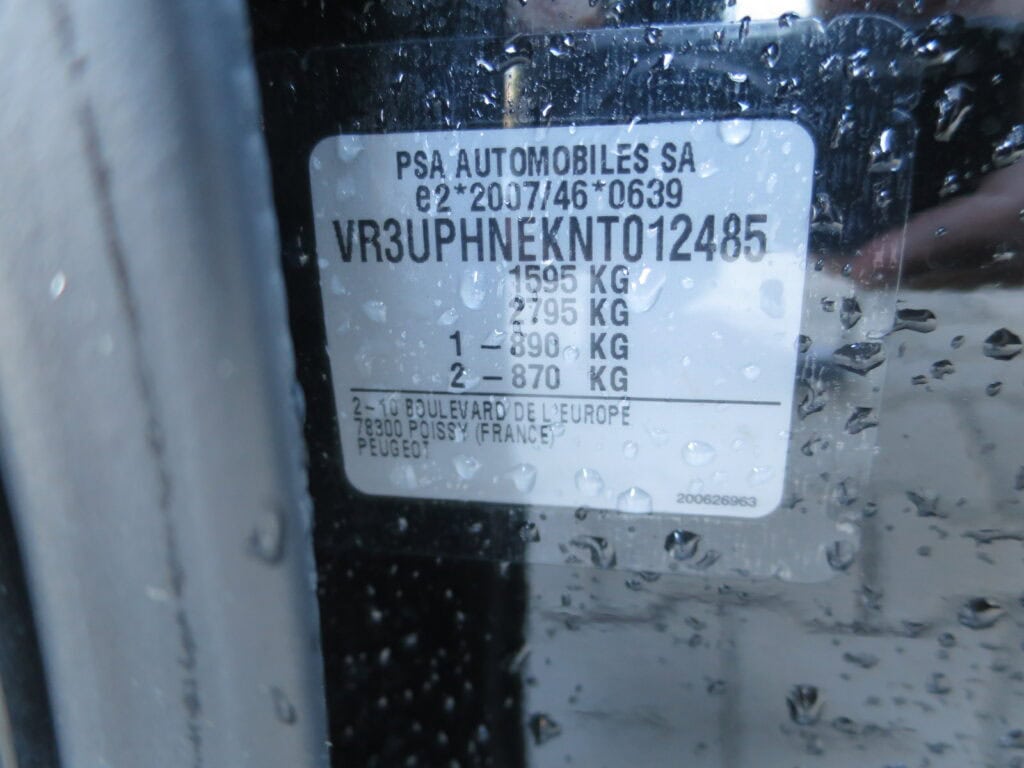 PSA AUTOMOBILES SA
e2*2007/46*0639
VR3UPHNEKNT012485
1595 KG
2795 KG
1 - 890 KG
2 - 870 KG
2-10 BOULEVARD DE L'EUROPE
78300 POISSY (FRANCE)
PEUGEOT
200626963